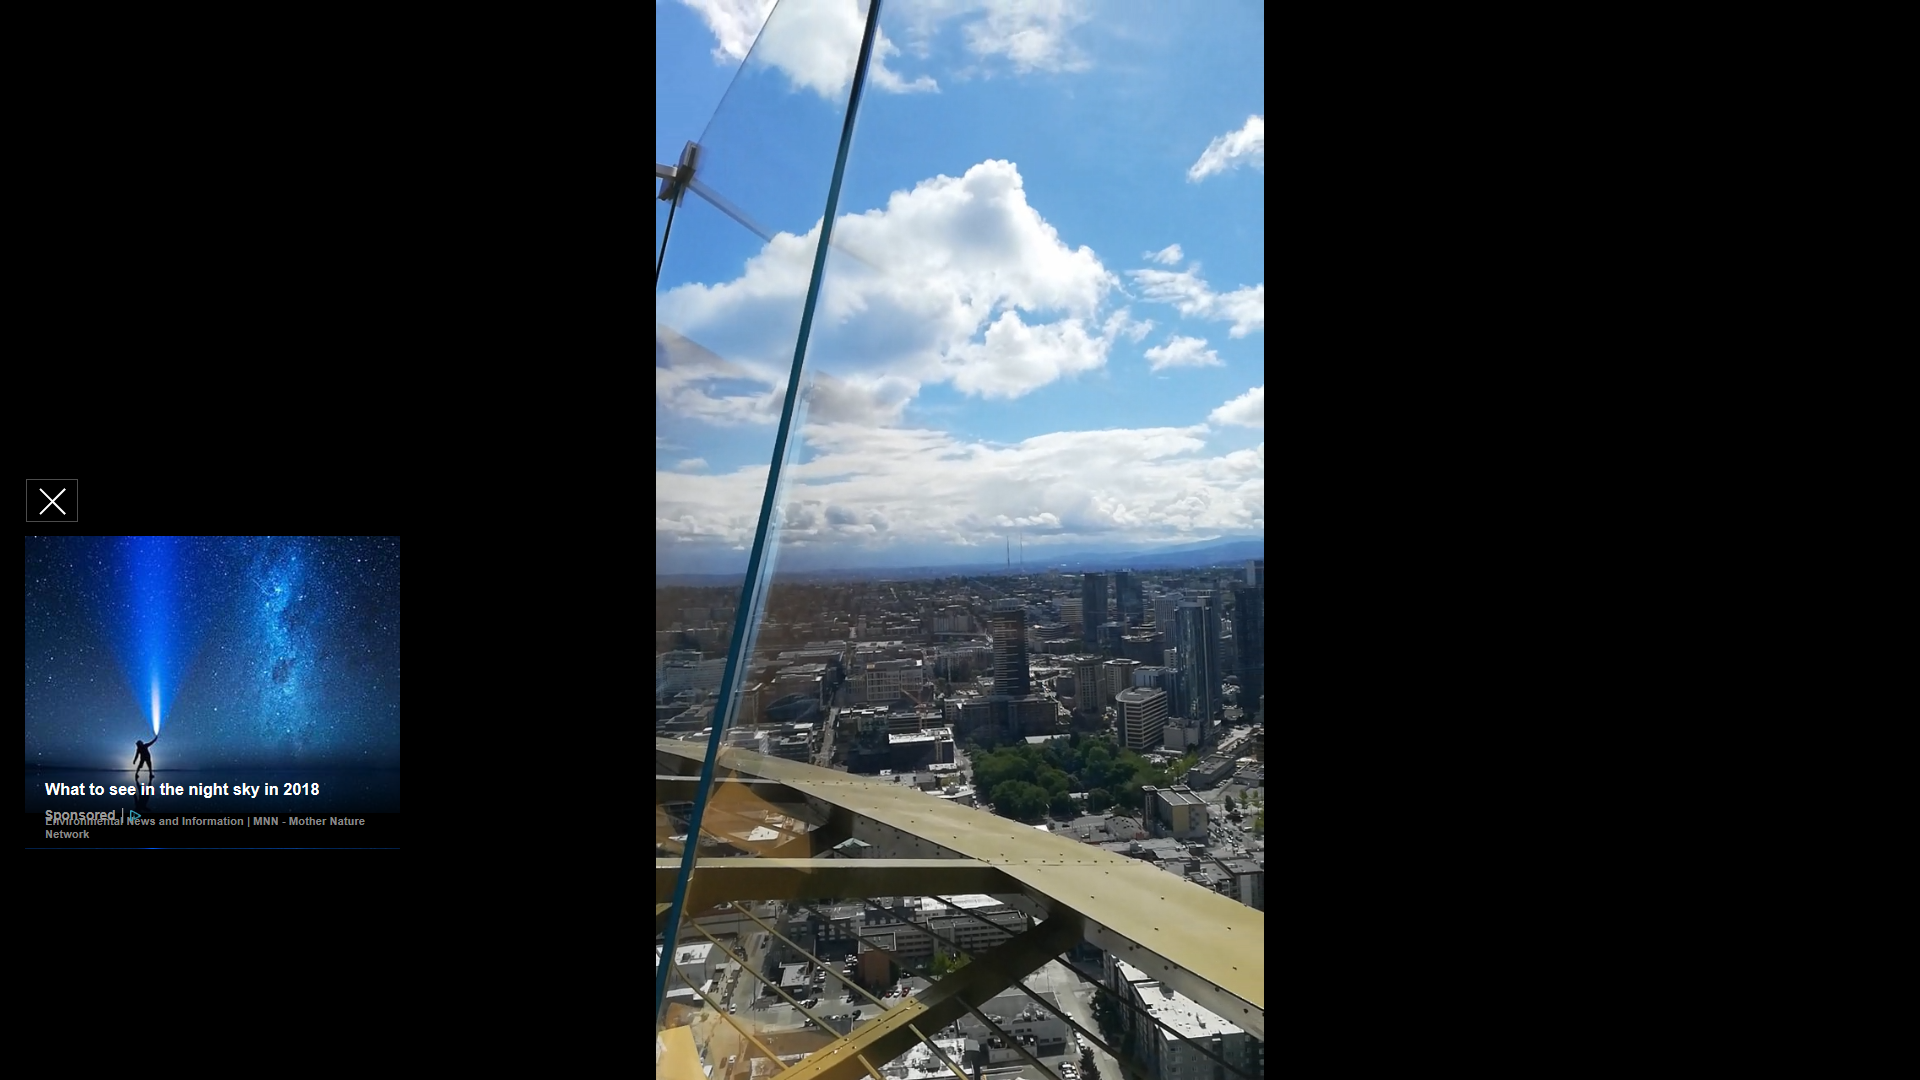 What to see in the night sky in 2018
Sponsored |
Environmental News and Information | MNN - Mother Nature
Network